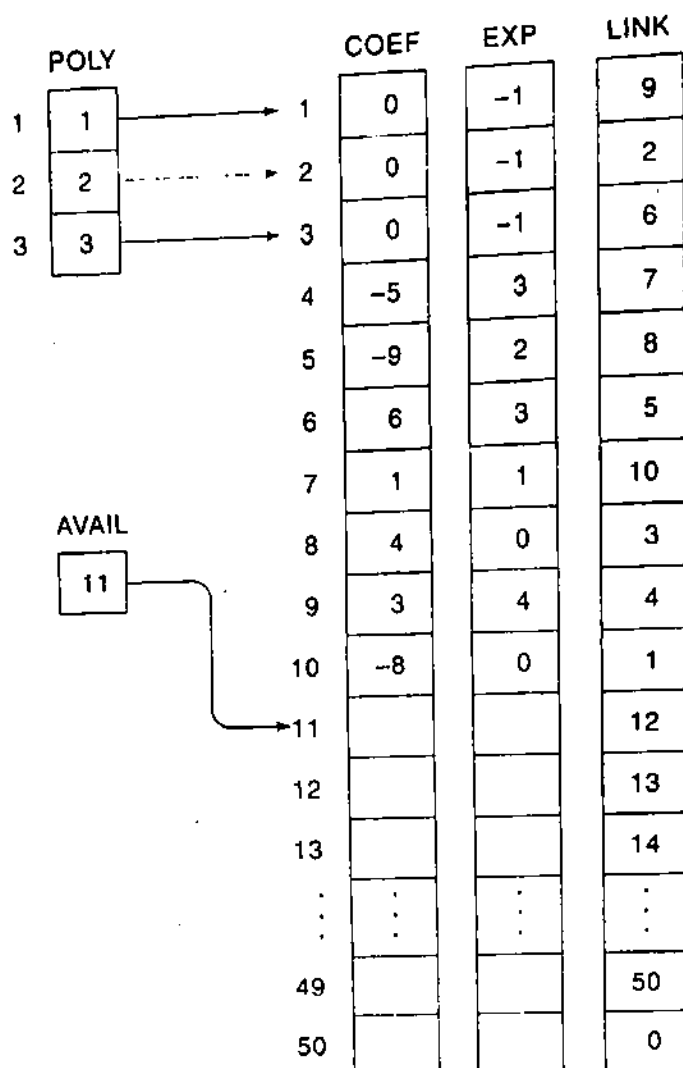 COEF EXP LINK
POLY
1 1 1 0 -1 9
2 2 2 0 -1 2
3 3 3 0 -1 6
4 -5 3 7
5 -9 2 8
6 6 3 5
7 1 1 10
AVAIL
8 4 0 3
11 9 3 4 4
10 -8 0 1
11 12
12 13
13 14
49 50
50 0